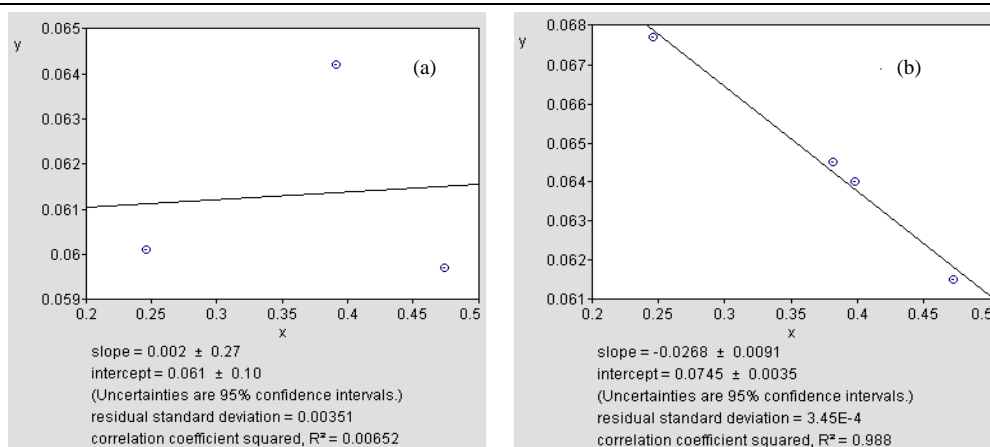 y
(a)
0.065
0.064
0.063
0.062
0.061
0.06
0.059
0.2
0.25
0.3
0.35
0.4
0.45
0.5
x
slope = 0.002 ± 0.27
intercept = 0.061 ± 0.10
(Uncertainties are 95% confidence intervals.)
residual standard deviation = 0.00351
correlation coefficient squared, R² = 0.00652
y
(b)
0.068
0.067
0.066
0.065
0.064
0.063
0.062
0.061
0.2
0.25
0.3
0.35
0.4
0.45
0.5
x
slope = -0.0268 ± 0.0091
intercept = 0.0745 ± 0.0035
(Uncertainties are 95% confidence intervals.)
residual standard deviation = 3.45E-4
correlation coefficient squared, R² = 0.988